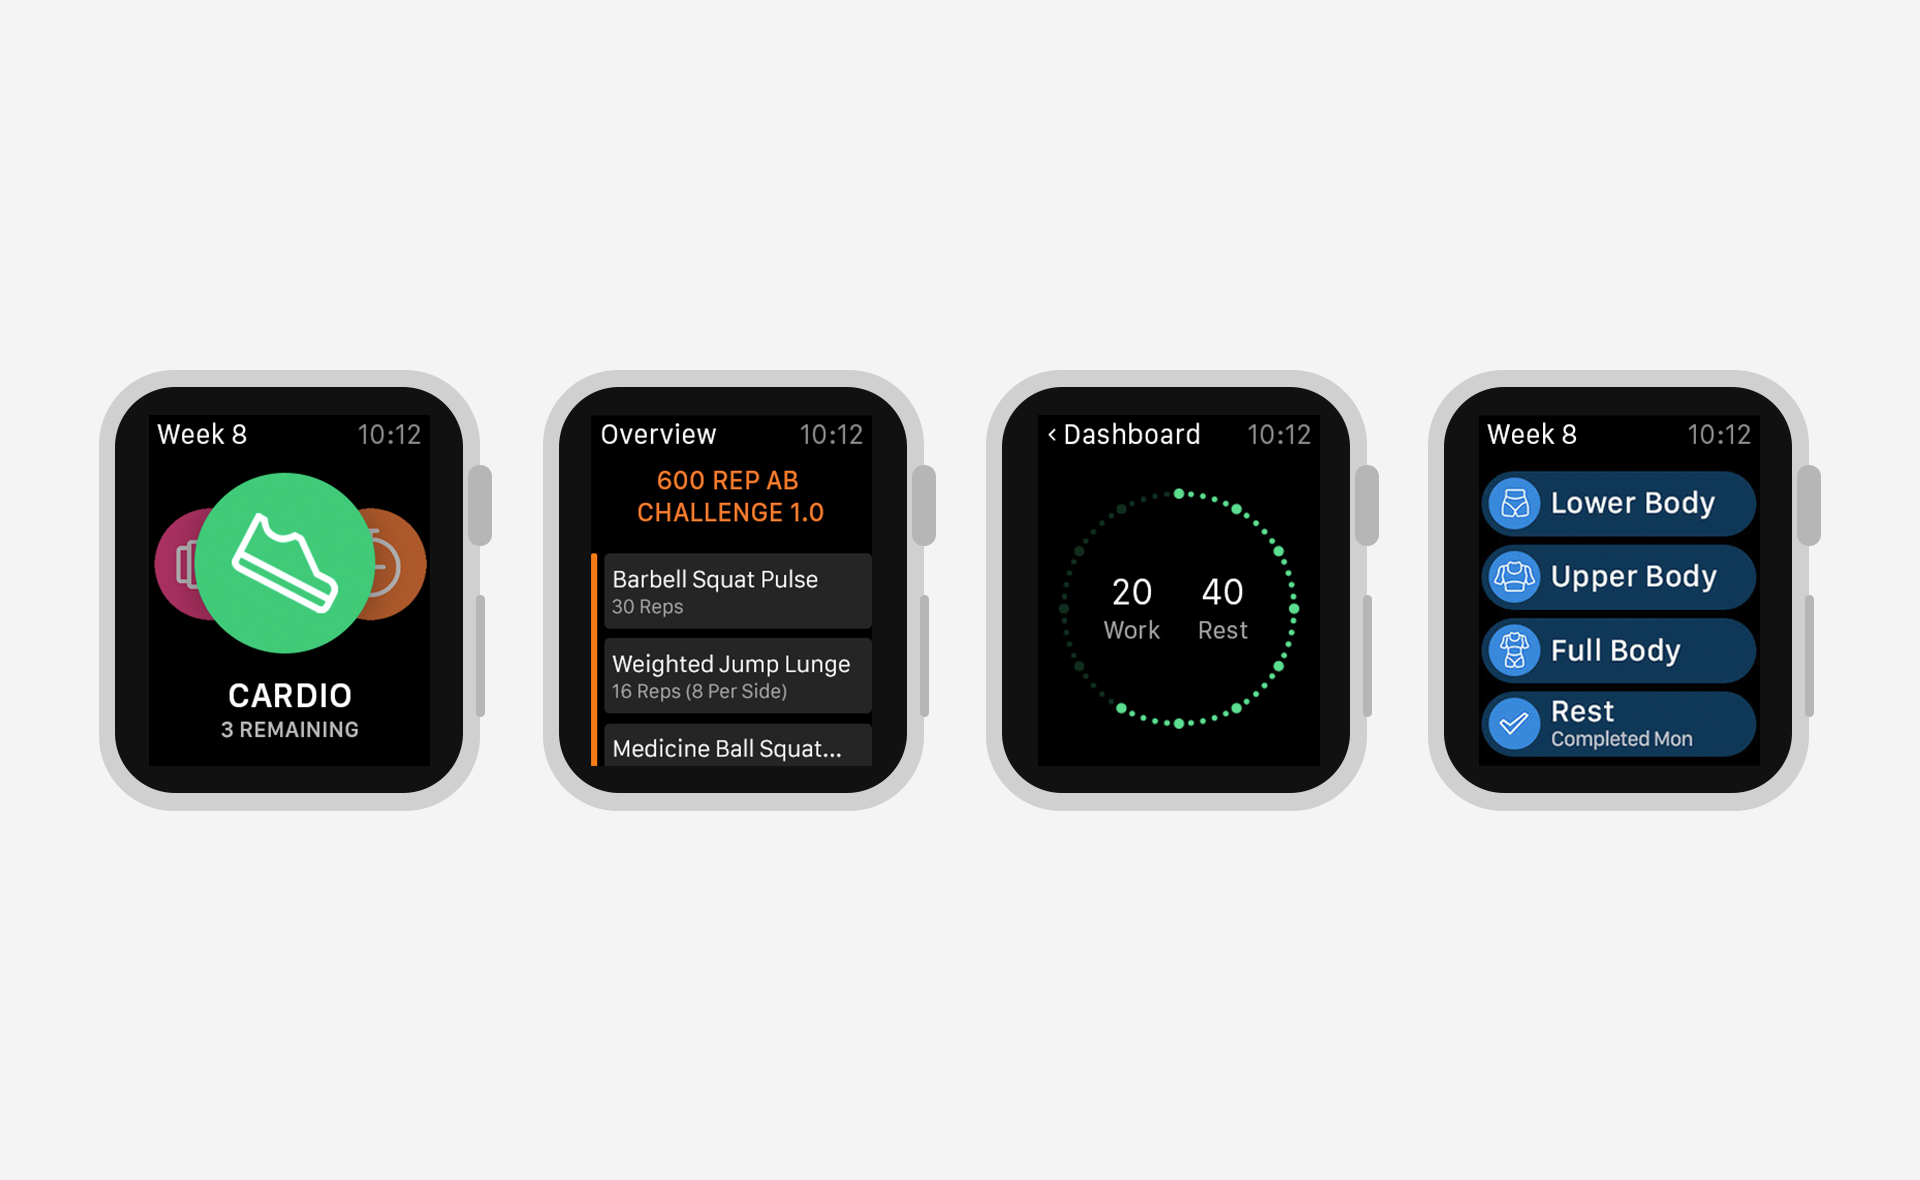 Week 8 10:12
CARDIO
3 REMAINING
Overview 10:12
600 REP AB
CHALLENGE 1.0
Barbell Squat Pulse
30 Reps
Weighted Jump Lunge
16 Reps (8 Per Side)
Medicine Ball Squat...
‹ Dashboard 10:12
20 40
Work Rest
Week 8 10:12
Lower Body
Upper Body
Full Body
Rest
Completed Mon